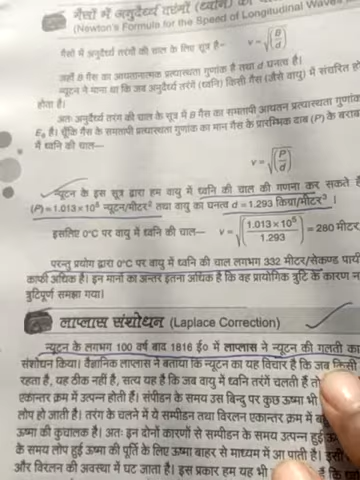 गैसों में अनुदैर्घ्य तरंगों (ध्वनि) की
(Newton's Formula for the Speed of Longitudinal Waves
गैसों में अनुदैर्घ्य तरंगों की चाल के लिए सूत्र है– v = √(B/d)
जहाँ B गैस का आयतनात्मक प्रत्यास्थता गुणांक है तथा d घनत्व है।
न्यूटन ने माना था कि जब अनुदैर्घ्य तरंगें (ध्वनि) किसी गैस (जैसे वायु) में संचरित हो
होता है।
अतः अनुदैर्घ्य तरंग की चाल के सूत्र में B गैस का समतापी आयतन प्रत्यास्थता गुणांक
है। चूँकि गैस के समतापी प्रत्यास्थता गुणांक का मान गैस के प्रारम्भिक दाब (P) के बराब
में ध्वनि की चाल—
v = √(P/d)
न्यूटन के इस सूत्र द्वारा हम वायु में ध्वनि की चाल की गणना कर सकते हैं
(P) = 1.013×10⁵ न्यूटन/मीटर² तथा वायु का घनत्व d = 1.293 किग्रा/मीटर³।
इसलिए 0°C पर वायु में ध्वनि की चाल— v = √(1.013×10⁵/1.293) = 280 मीटर/
परन्तु प्रयोग द्वारा 0°C पर वायु में ध्वनि की चाल लगभग 332 मीटर/सेकण्ड पायी
काफी अधिक है। इन मानों का अन्तर इतना अधिक है कि वह प्रायोगिक त्रुटि के कारण न
त्रुटिपूर्ण समझा गया।
लाप्लास संशोधन (Laplace Correction)
न्यूटन के लगभग 100 वर्ष बाद 1816 ई० में लाप्लास ने न्यूटन की गलती का
संशोधन किया। वैज्ञानिक लाप्लास ने बताया कि न्यूटन का यह विचार है कि जब किसी
रहता है, यह ठीक नहीं है, सत्य यह है कि जब वायु में ध्वनि तरंगें चलती हैं तो
एकान्तर क्रम में उत्पन्न होती हैं। संपीडन के समय उस बिन्दु पर कुछ ऊष्मा भी
लोप हो जाती है। तरंग के चलने में ये सम्पीडन तथा विरलन एकान्तर क्रम में
ऊष्मा की कुचालक है। अतः इन दोनों कारणों से सम्पीडन के समय उत्पन्न हुई
के समय लोप हुई ऊष्मा की पूर्ति के लिए ऊष्मा बाहर से माध्यम में आ पाती है।
और विरलन की अवस्था में घट जाता है। इस प्रकार हम यह भी